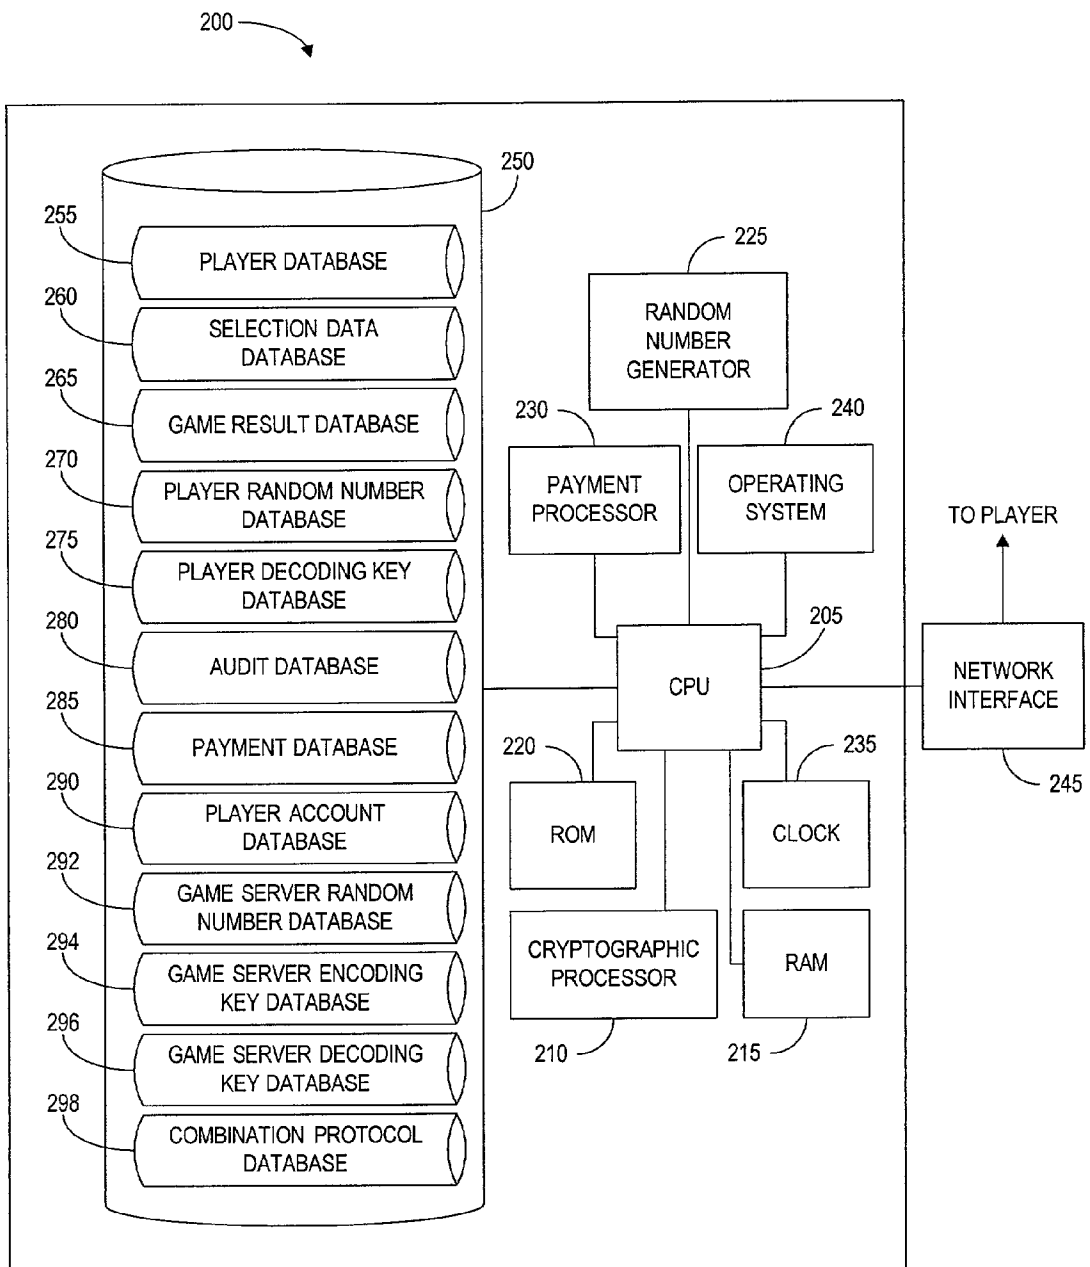 200
250
255
PLAYER DATABASE
260
SELECTION DATA
DATABASE
265
GAME RESULT DATABASE
270
PLAYER RANDOM NUMBER
DATABASE
275
PLAYER DECODING KEY
DATABASE
280
AUDIT DATABASE
285
PAYMENT DATABASE
290
PLAYER ACCOUNT
DATABASE
292
GAME SERVER RANDOM
NUMBER DATABASE
294
GAME SERVER ENCODING
KEY DATABASE
296
GAME SERVER DECODING
KEY DATABASE
298
COMBINATION PROTOCOL
DATABASE
225
RANDOM
NUMBER
GENERATOR
230
PAYMENT
PROCESSOR
240
OPERATING
SYSTEM
205
CPU
220
ROM
235
CLOCK
CRYPTOGRAPHIC
PROCESSOR
210
RAM
215
TO PLAYER
NETWORK
INTERFACE
245